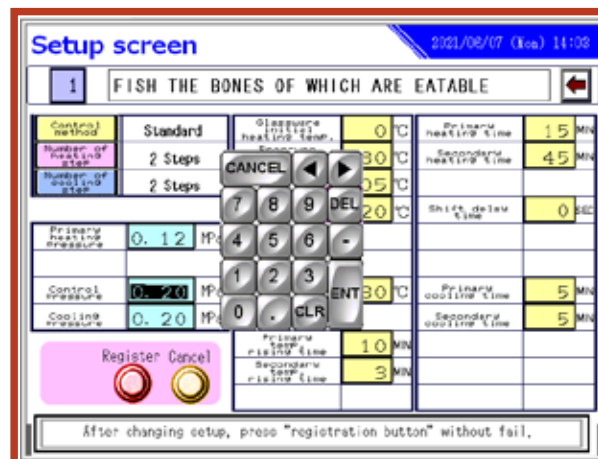 Setup screen
2021/06/07 (Mon) 14:03
1 FISH THE BONES OF WHICH ARE EATABLE
Control method Standard
Glassware initial heating temp. 0 ℃
Primary heating time 15 MIN
Number of heating step 2 Steps
30 ℃
Secondary heating time 45 MIN
Number of cooling step 2 Steps
05 ℃
20 ℃
Shift delay time 0 SEC
Primary heating pressure 0.12 MPa
Control pressure 0.20 MP
30 ℃
Primary cooling time 5 MIN
Cooling pressure 0.20 MP
Secondary cooling time 5 MIN
CANCEL ◀ ▶
7 8 9 DEL
4 5 6 -
1 2 3 ENT
0 . CLR
Primary temp. rising time 10 MIN
Secondary temp. rising time 3 MIN
Register Cancel
After changing setup, press "registration button" without fail.